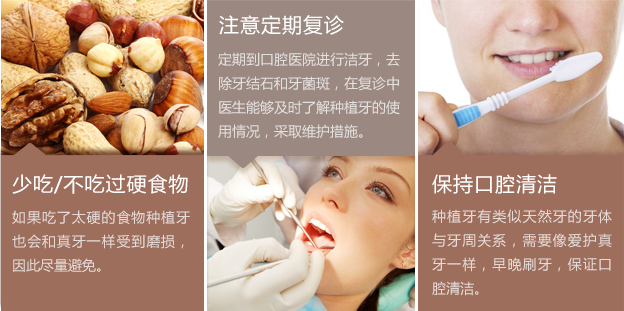 少吃/不吃过硬食物
如果吃了太硬的食物种植牙
也会和真牙一样受到磨损，
因此尽量避免。
注意定期复诊
定期到口腔医院进行洁牙，去
除牙结石和牙菌斑，在复诊中
医生能够及时了解种植牙的使
用情况，采取维护措施。
保持口腔清洁
种植牙有类似天然牙的牙体
与牙周关系，需要像爱护真
牙一样，早晚刷牙，保证口
腔清洁。